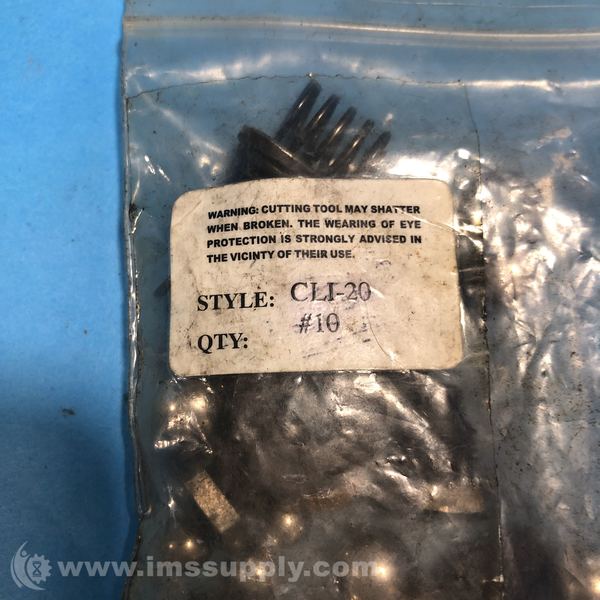 WARNING: CUTTING TOOL MAY SHATTER
WHEN BROKEN. THE WEARING OF EYE
PROTECTION IS STRONGLY ADVISED IN
THE VICINITY OF THEIR USE.
STYLE: CLI-20
#10
QTY:
www.imssupply.com